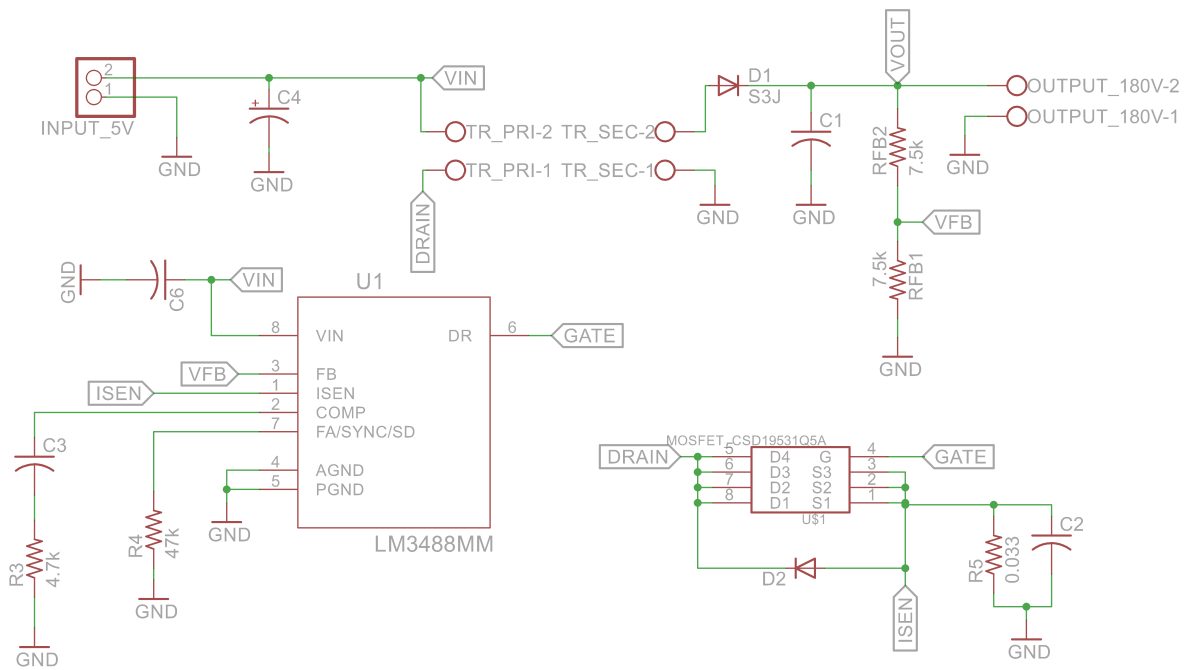 VOUT
2
1
INPUT_5V
GND
VIN
C4
+
GND
TR_PRI-2
TR_PRI-1
DRAIN
TR_SEC-2
TR_SEC-1
GND
D1
S3J
C1
GND
RFB2
7.5k
OUTPUT_180V-2
OUTPUT_180V-1
GND
VFB
7.5k
RFB1
GND
GND
C6
VIN
U1
8
VIN
DR
6
GATE
VFB
3
FB
ISEN
1
ISEN
2
COMP
7
FA/SYNC/SD
4
AGND
5
PGND
GND
LM3488MM
C3
R3
4.7k
GND
R4
47k
GND
MOSFET_CSD19531Q5A
DRAIN
5
D4
G
4
GATE
6
D3
S3
3
7
D2
S2
2
8
D1
S1
1
U$1
D2
ISEN
R5
0.033
C2
GND